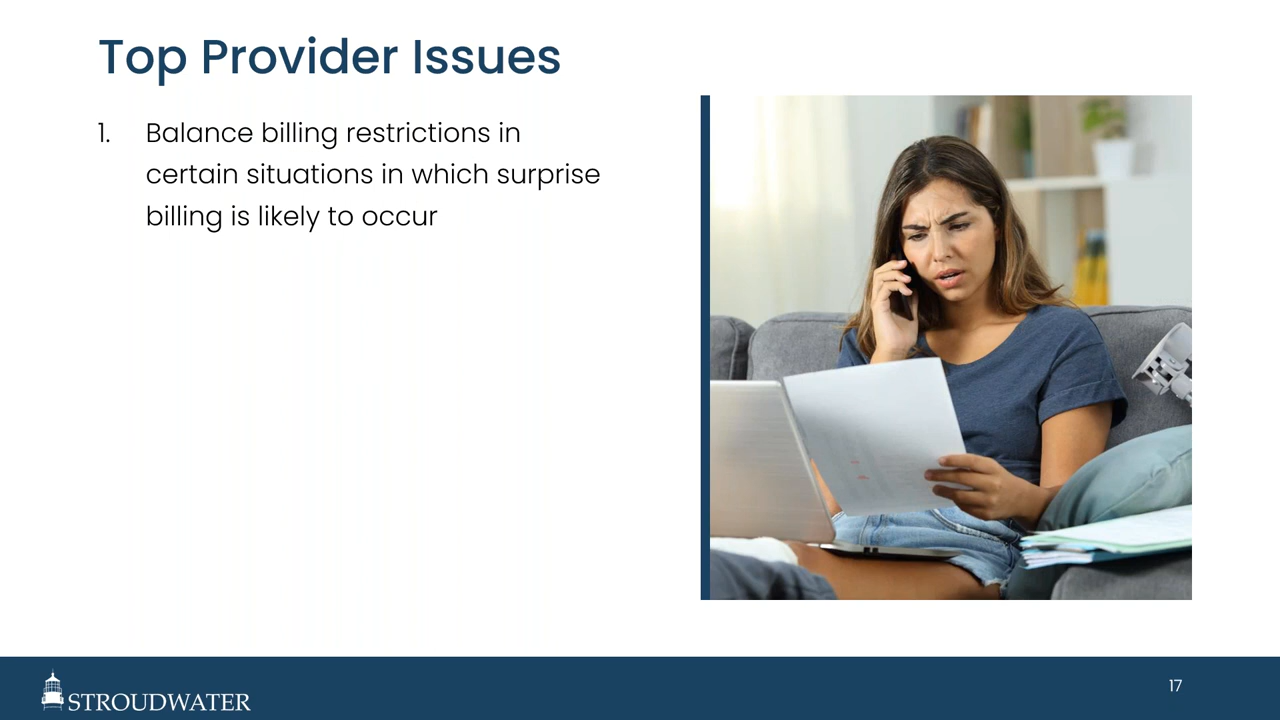 Top Provider Issues
1. Balance billing restrictions in
certain situations in which surprise
billing is likely to occur
STROUDWATER
17